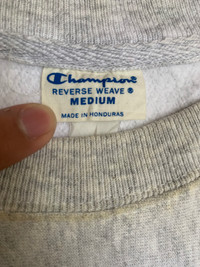 Champion
REVERSE WEAVE®
MEDIUM
MADE IN HONDURAS